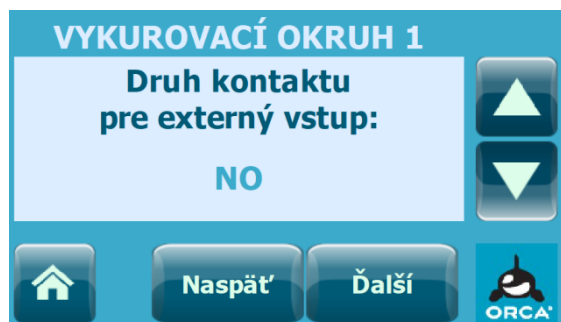 VYKUROVACÍ OKRUH 1
Druh kontaktu
pre externý vstup:
NO
Naspäť
Ďalší
ORCA